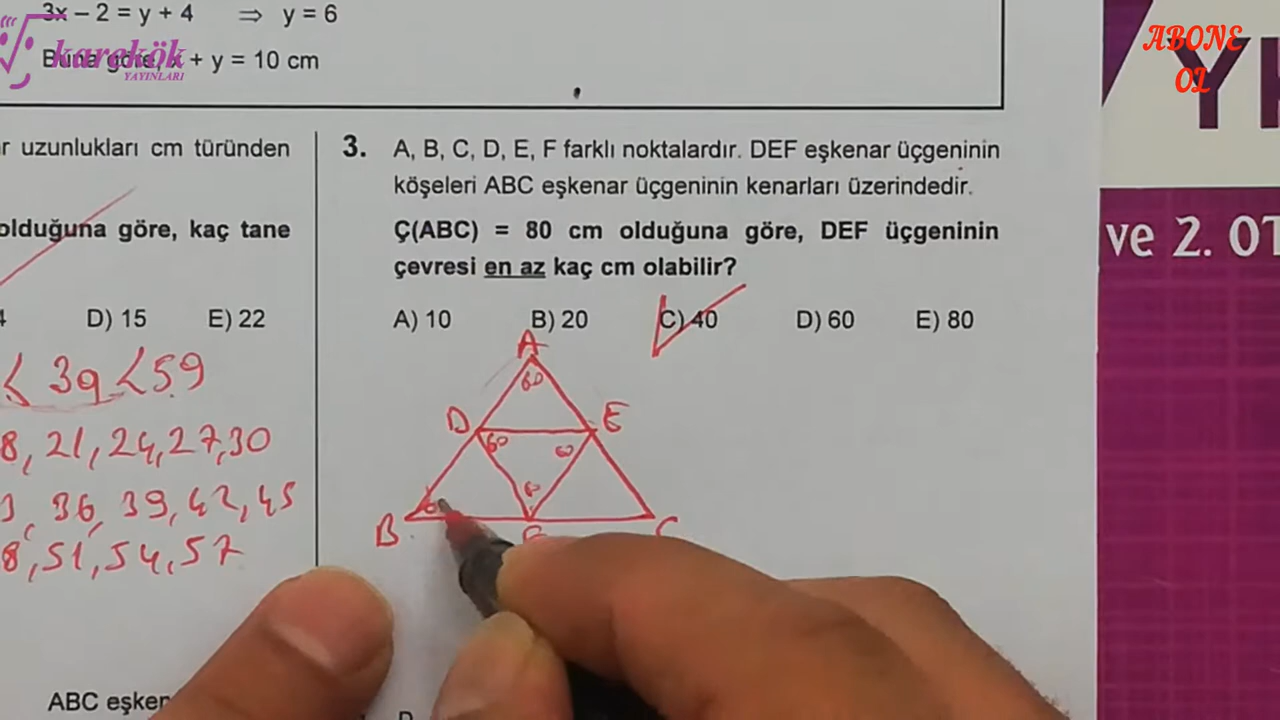 3x – 2 = y + 4 ⇒ y = 6
karekök
YAYINLARI
Buna göre, x + y = 10 cm
ABONE
OL
ve 2. OT
r uzunlukları cm türünden
olduğuna göre, kaç tane
4 D) 15 E) 22
< 39 < 59
8, 21, 24, 27, 30
3, 36, 39, 42, 45
8, 51, 54, 57
ABC eşken
3. A, B, C, D, E, F farklı noktalardır. DEF eşkenar üçgeninin
köşeleri ABC eşkenar üçgeninin kenarları üzerindedir.
Ç(ABC) = 80 cm olduğuna göre, DEF üçgeninin
çevresi en az kaç cm olabilir?
A) 10 B) 20 C) 40 D) 60 E) 80
A
60
D E
60 60
60
B